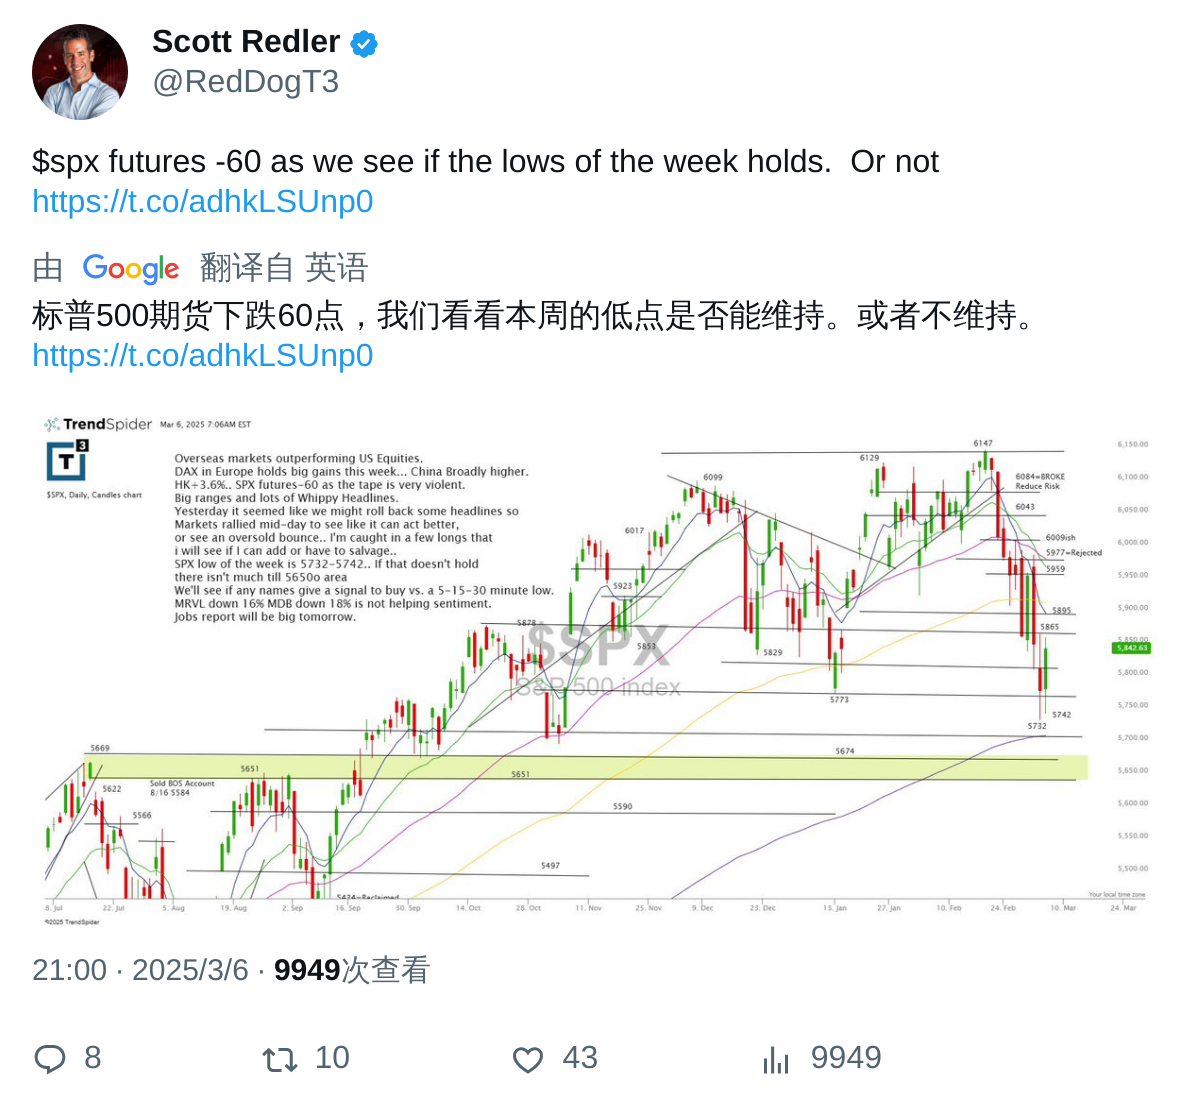 Scott Redler
@RedDogT3
$spx futures -60 as we see if the lows of the week holds.  Or not
https://t.co/adhkLSUnp0
由 Google 翻译自 英语
标普500期货下跌60点，我们看看本周的低点是否能维持。或者不维持。
https://t.co/adhkLSUnp0
TrendSpider Mar 6, 2025 7:06AM EST
T3
$SPX, Daily, Candles chart
Overseas markets outperforming US Equities.
DAX in Europe holds big gains this week... China Broadly higher.
HK+3.6%.. SPX futures-60 as the tape is very violent.
Big ranges and lots of Whippy Headlines.
Yesterday it seemed like we might roll back some headlines so
Markets rallied mid-day to see like it can act better,
or see an oversold bounce.. I'm caught in a few longs that
i will see if I can add or have to salvage..
SPX low of the week is 5732-5742.. If that doesn't hold
there isn't much till 5650o area
We'll see if any names give a signal to buy vs. a 5-15-30 minute low.
MRVL down 16% MDB down 18% is not helping sentiment.
Jobs report will be big tomorrow.
$SPX
S&P 500 index
6147
6129
6099
6084=BROKE
Reduce Risk
6043
6017
6009ish
5977=Rejected
5959
5923
5895
5878
5865
5853
5829
5773
5742
5732
5674
5669
5651
5651
5622
Sold BOS Account
8/16 5584
5590
5566
5497
5424=Reclaimed
6,150.00
6,100.00
6,050.00
6,000.00
5,950.00
5,900.00
5,850.00
5,842.63
5,800.00
5,750.00
5,700.00
5,650.00
5,600.00
5,550.00
5,500.00
Your local time zone
8. Jul 22. Jul 5. Aug 19. Aug 2. Sep 16. Sep 30. Sep 14. Oct 28. Oct 11. Nov 25. Nov 9. Dec 23. Dec 13. Jan 27. Jan 10. Feb 24. Feb 10. Mar 24. Mar
©2025 TrendSpider
21:00 · 2025/3/6 · 9949次查看
8 10 43 9949